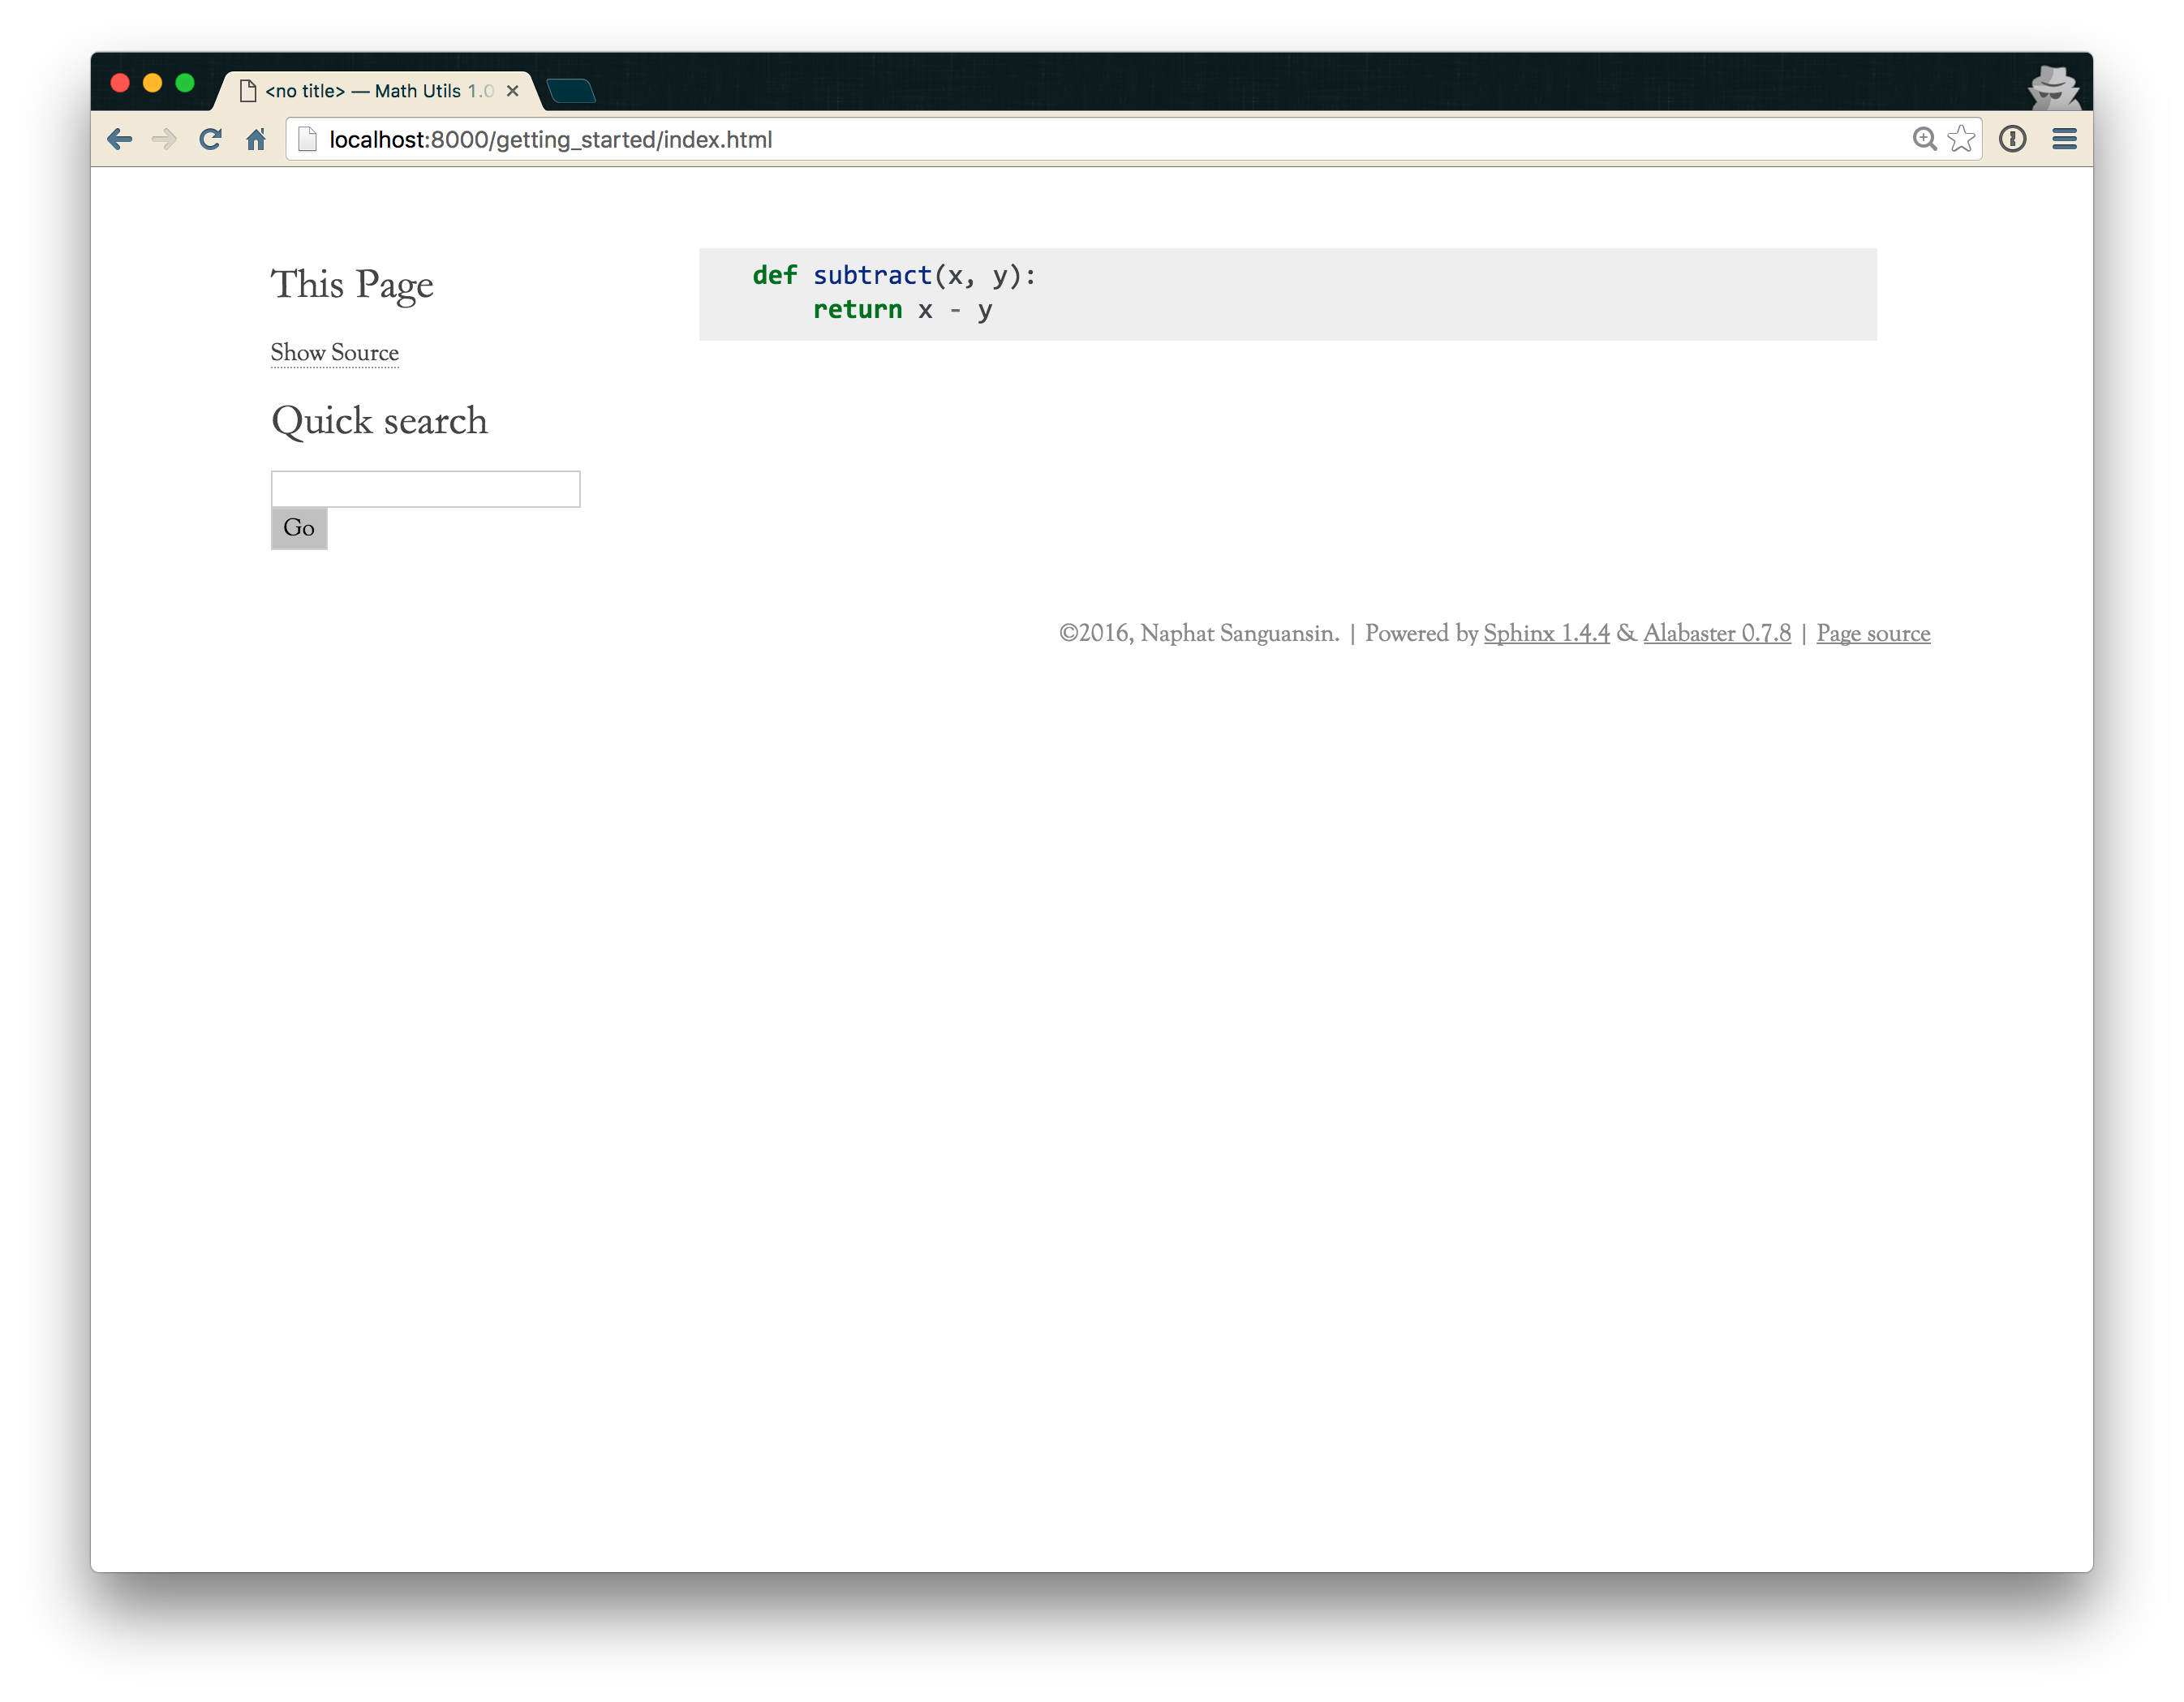 <no title> — Math Utils 1.0
localhost:8000/getting_started/index.html
This Page
Show Source
Quick search
Go
def subtract(x, y):
    return x - y
©2016, Naphat Sanguansin. | Powered by Sphinx 1.4.4 & Alabaster 0.7.8 | Page source